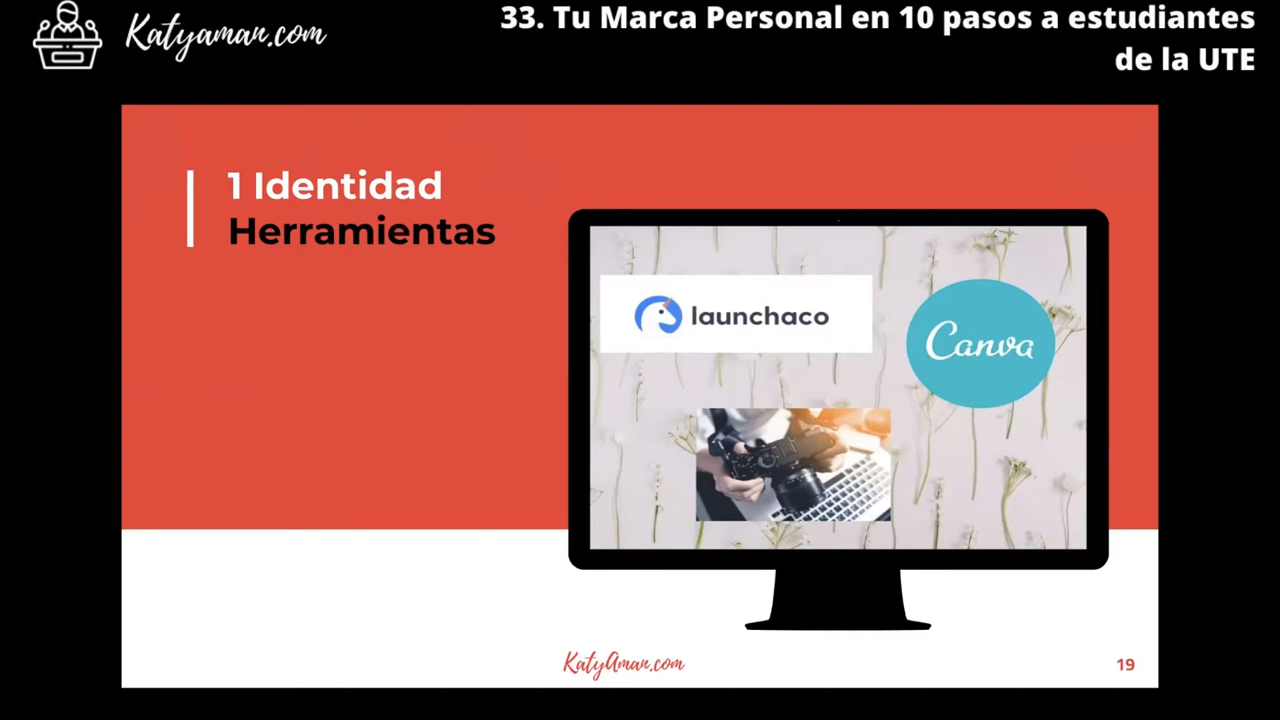 Katyaman.com
33. Tu Marca Personal en 10 pasos a estudiantes
de la UTE
1 Identidad
Herramientas
launchaco
Canva
KatyAman.com
19